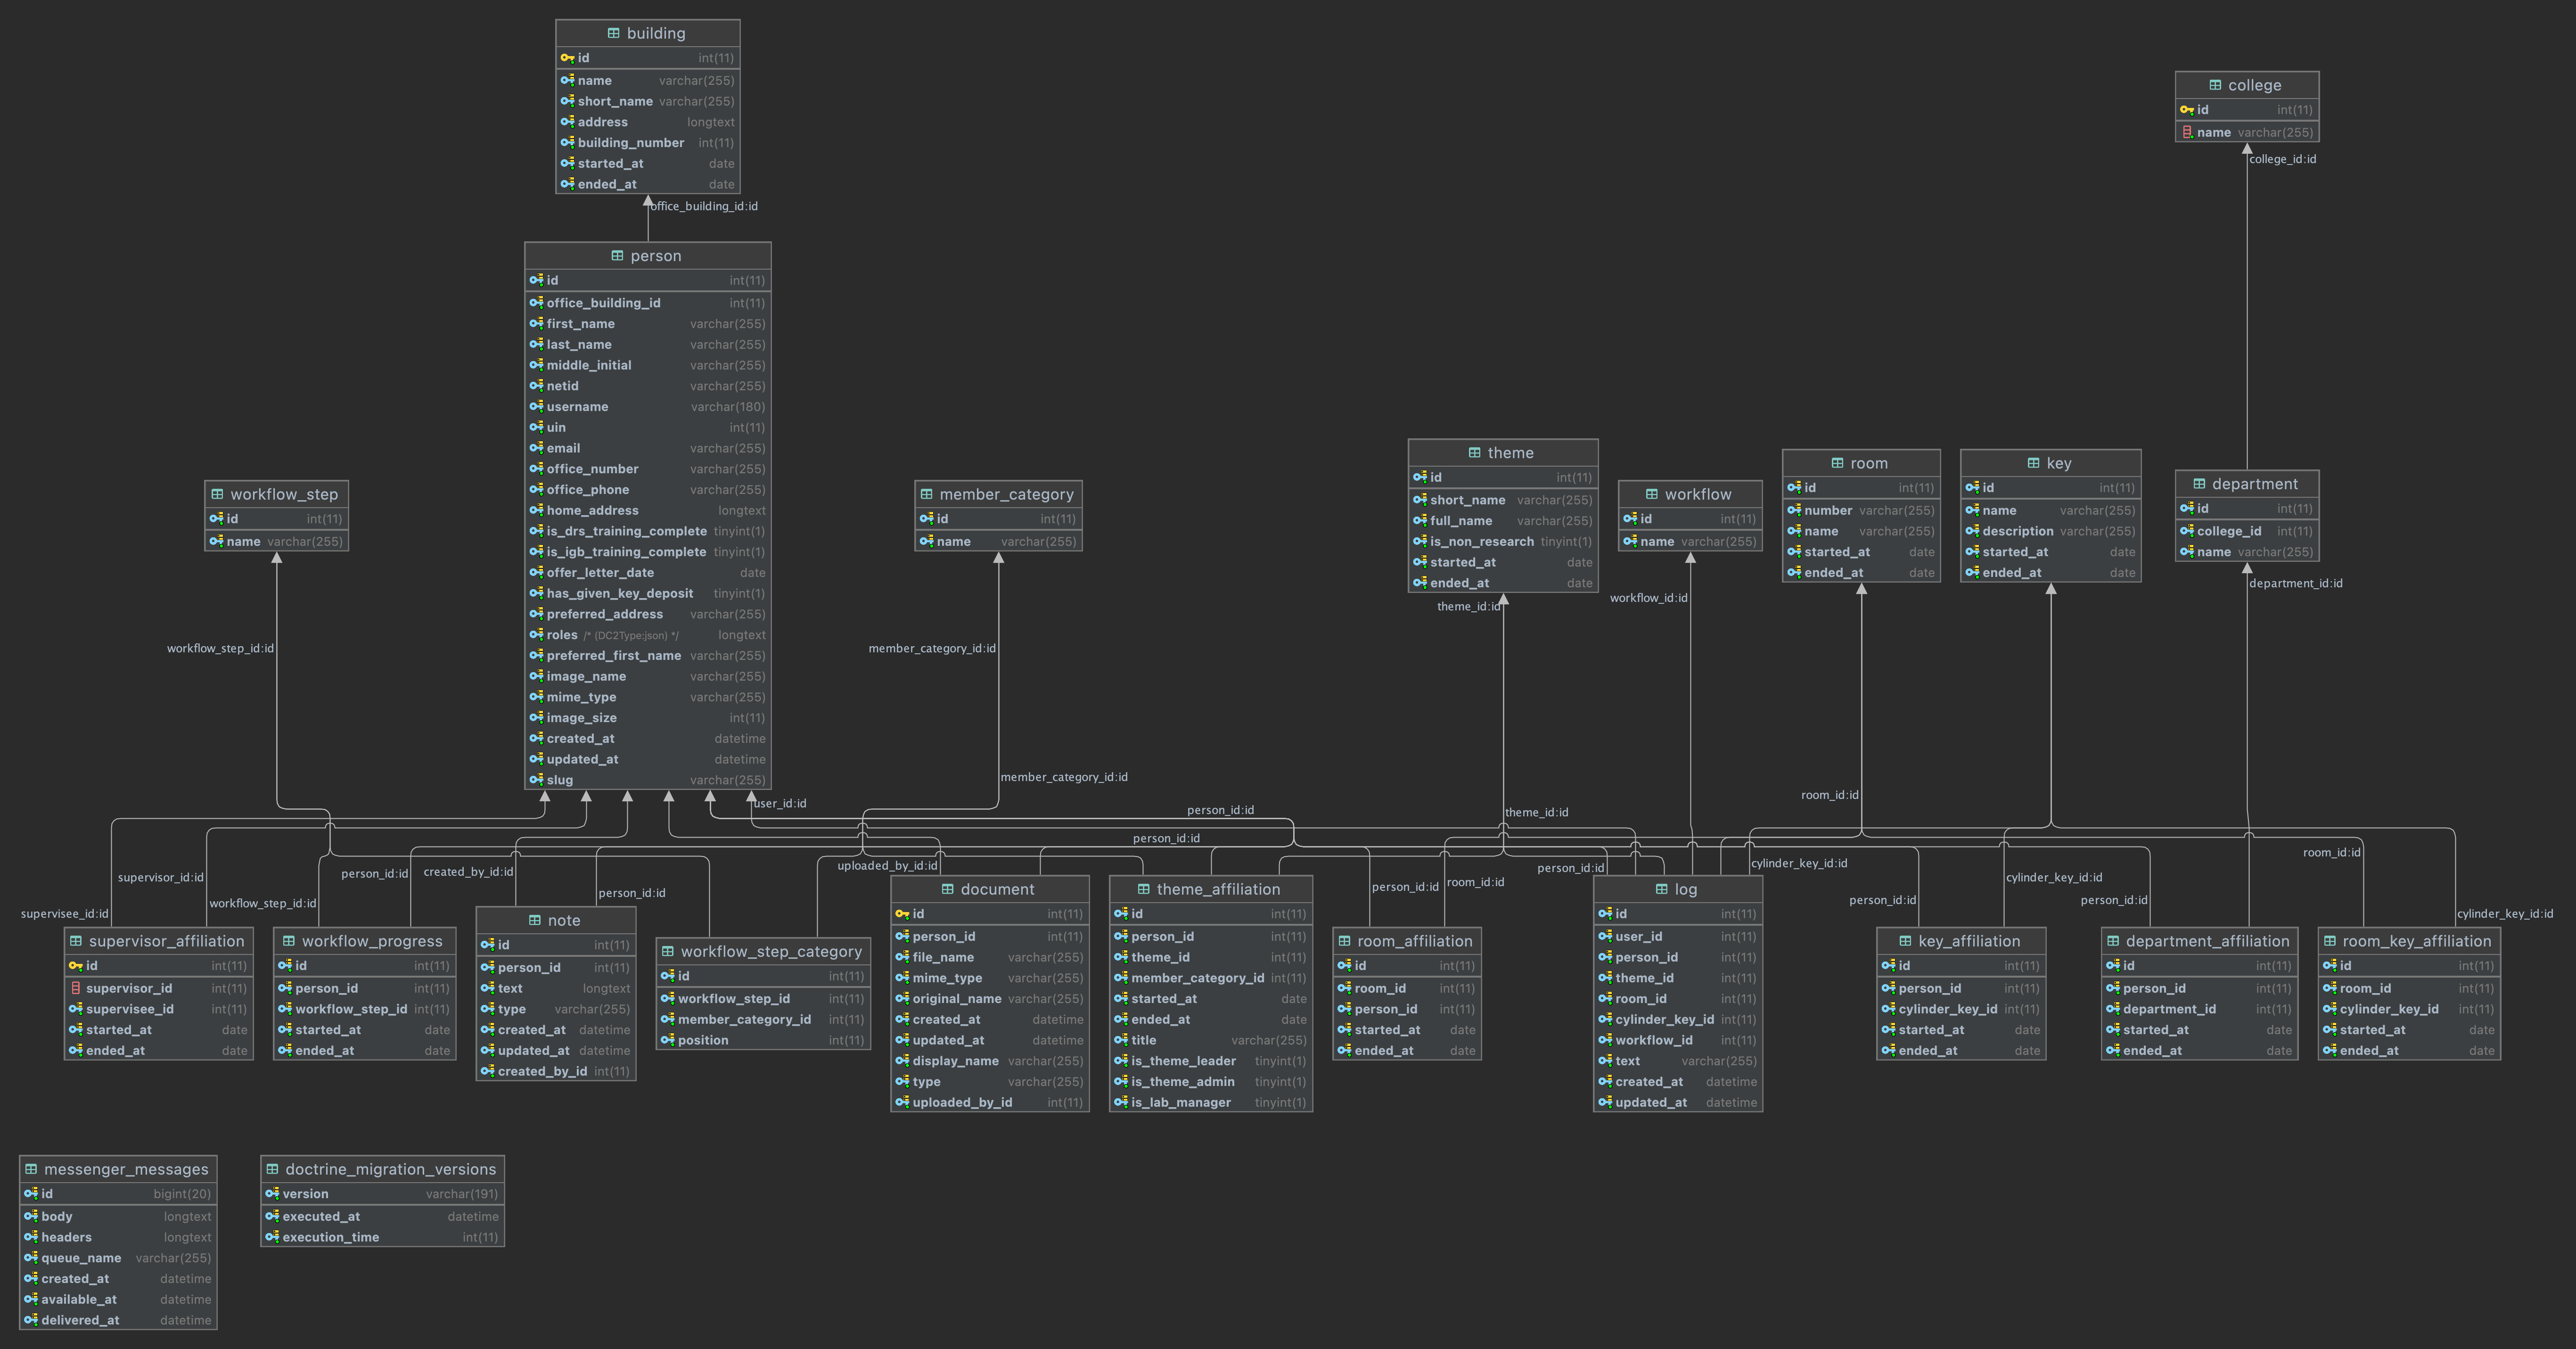 building
id int(11)
name varchar(255)
short_name varchar(255)
address longtext
building_number int(11)
started_at date
ended_at date
office_building_id:id
college
id int(11)
name varchar(255)
college_id:id
person
id int(11)
office_building_id int(11)
first_name varchar(255)
last_name varchar(255)
middle_initial varchar(255)
netid varchar(255)
username varchar(180)
uin int(11)
email varchar(255)
office_number varchar(255)
office_phone varchar(255)
home_address longtext
is_drs_training_complete tinyint(1)
is_igb_training_complete tinyint(1)
offer_letter_date date
has_given_key_deposit tinyint(1)
preferred_address varchar(255)
roles /* (DC2Type:json) */ longtext
preferred_first_name varchar(255)
image_name varchar(255)
mime_type varchar(255)
image_size int(11)
created_at datetime
updated_at datetime
slug varchar(255)
workflow_step
id int(11)
name varchar(255)
member_category
id int(11)
name varchar(255)
theme
id int(11)
short_name varchar(255)
full_name varchar(255)
is_non_research tinyint(1)
started_at date
ended_at date
workflow
id int(11)
name varchar(255)
room
id int(11)
number varchar(255)
name varchar(255)
started_at date
ended_at date
key
id int(11)
name varchar(255)
description varchar(255)
started_at date
ended_at date
department
id int(11)
college_id int(11)
name varchar(255)
department_id:id
workflow_id:id
theme_id:id
workflow_step_id:id
member_category_id:id
member_category_id:id
room_id:id
user_id:id
person_id:id
theme_id:id
person_id:id
room_id:id
cylinder_key_id:id
uploaded_by_id:id
person_id:id
created_by_id:id
person_id:id
supervisor_id:id
cylinder_key_id:id
room_id:id
person_id:id
person_id:id
person_id:id
person_id:id
workflow_step_id:id
supervisee_id:id
cylinder_key_id:id
supervisor_affiliation
id int(11)
supervisor_id int(11)
supervisee_id int(11)
started_at date
ended_at date
workflow_progress
id int(11)
person_id int(11)
workflow_step_id int(11)
started_at date
ended_at date
note
id int(11)
person_id int(11)
text longtext
type varchar(255)
created_at datetime
updated_at datetime
created_by_id int(11)
workflow_step_category
id int(11)
workflow_step_id int(11)
member_category_id int(11)
position int(11)
document
id int(11)
person_id int(11)
file_name varchar(255)
mime_type varchar(255)
original_name varchar(255)
created_at datetime
updated_at datetime
display_name varchar(255)
type varchar(255)
uploaded_by_id int(11)
theme_affiliation
id int(11)
person_id int(11)
theme_id int(11)
member_category_id int(11)
started_at date
ended_at date
title varchar(255)
is_theme_leader tinyint(1)
is_theme_admin tinyint(1)
is_lab_manager tinyint(1)
room_affiliation
id int(11)
room_id int(11)
person_id int(11)
started_at date
ended_at date
log
id int(11)
user_id int(11)
person_id int(11)
theme_id int(11)
room_id int(11)
cylinder_key_id int(11)
workflow_id int(11)
text varchar(255)
created_at datetime
updated_at datetime
key_affiliation
id int(11)
person_id int(11)
cylinder_key_id int(11)
started_at date
ended_at date
department_affiliation
id int(11)
person_id int(11)
department_id int(11)
started_at date
ended_at date
room_key_affiliation
id int(11)
room_id int(11)
cylinder_key_id int(11)
started_at date
ended_at date
messenger_messages
id bigint(20)
body longtext
headers longtext
queue_name varchar(255)
created_at datetime
available_at datetime
delivered_at datetime
doctrine_migration_versions
version varchar(191)
executed_at datetime
execution_time int(11)